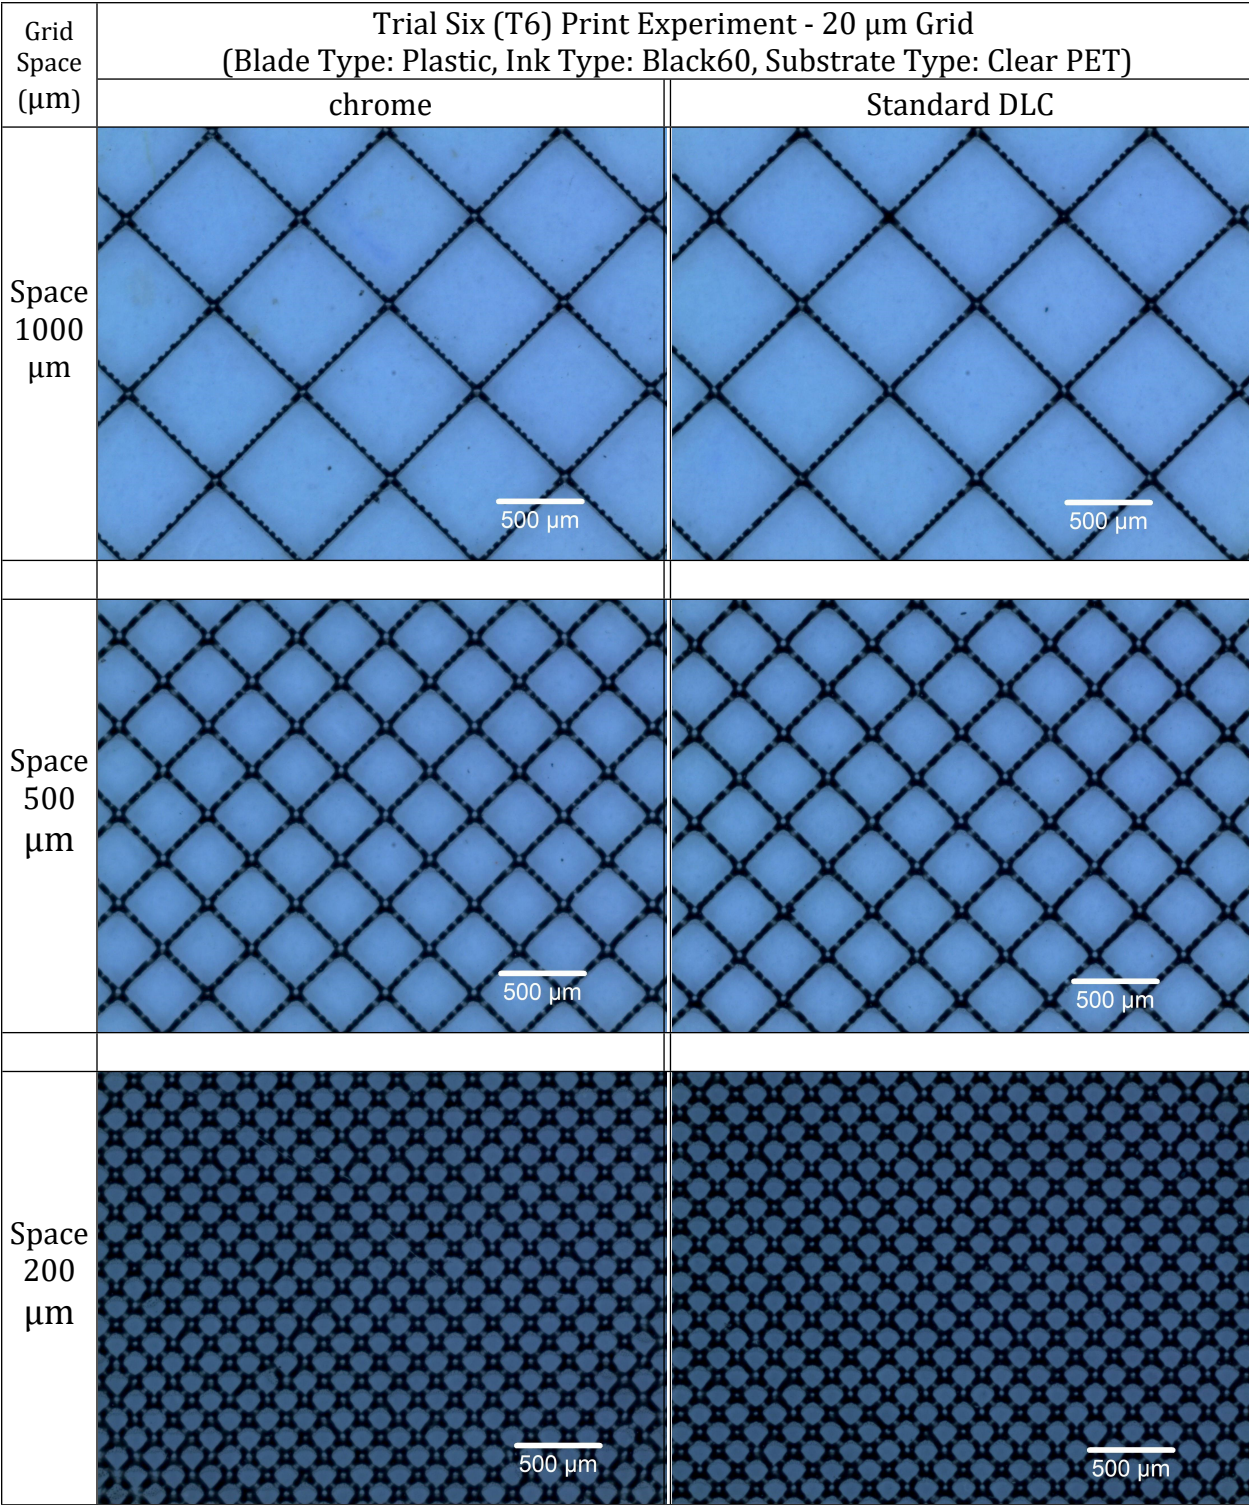 Grid
Space
(µm)
Trial Six (T6) Print Experiment - 20 µm Grid
(Blade Type: Plastic, Ink Type: Black60, Substrate Type: Clear PET)
chrome
Standard DLC
Space
1000
µm
500 µm
500 µm
Space
500
µm
500 µm
500 µm
Space
200
µm
500 µm
500 µm